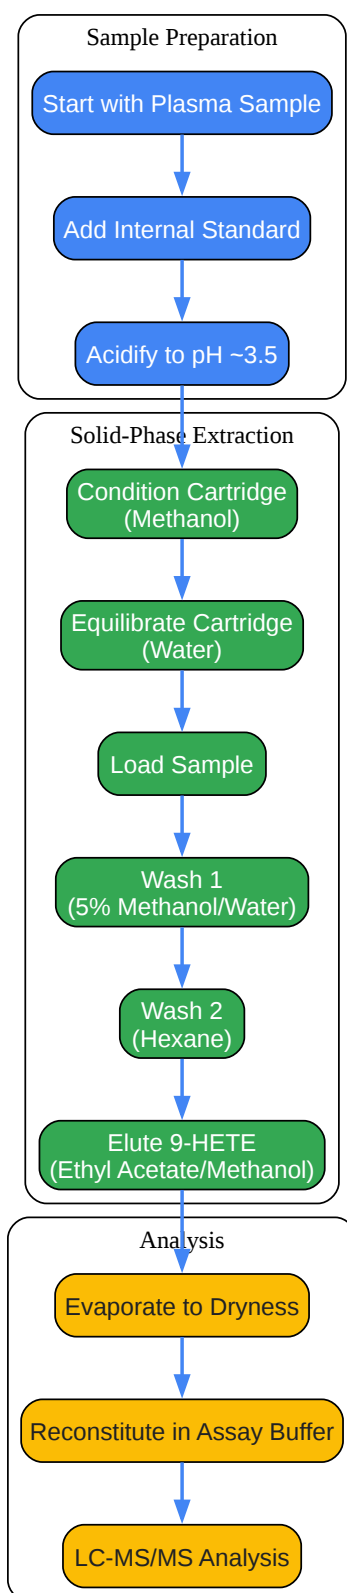 Sample Preparation
Start with Plasma Sample
Add Internal Standard
Acidify to pH ~3.5
Solid-Phase Extraction
Condition Cartridge
(Methanol)
Equilibrate Cartridge
(Water)
Load Sample
Wash 1
(5% Methanol/Water)
Wash 2
(Hexane)
Elute 9-HETE
(Ethyl Acetate/Methanol)
Analysis
Evaporate to Dryness
Reconstitute in Assay Buffer
LC-MS/MS Analysis